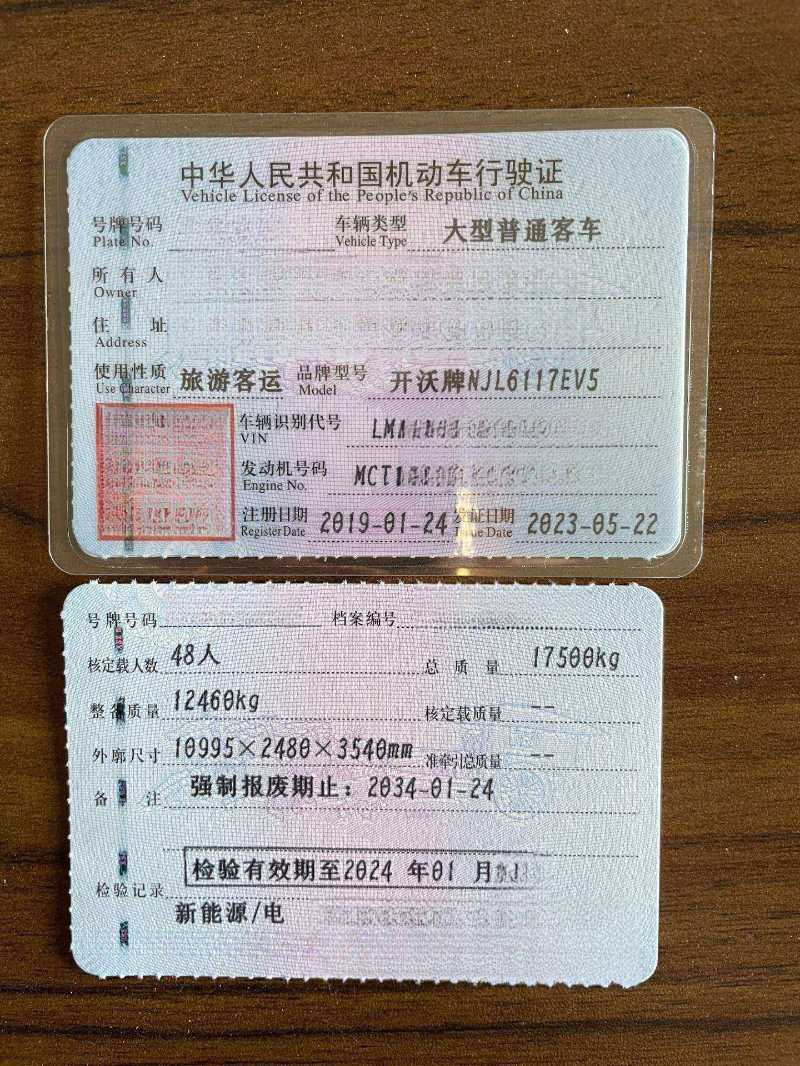 中华人民共和国机动车行驶证
Vehicle License of the People's Republic of China
号牌号码 车辆类型 大型普通客车
Plate No. Vehicle Type
所有人
Owner
住址
Address
使用性质 旅游客运 品牌型号 开沃牌NJL6117EV5
Use Character Model
车辆识别代号 LMA
VIN
发动机号码 MCT
Engine No.
注册日期 2019-01-24 发证日期 2023-05-22
Register Date Issue Date
号牌号码 档案编号
核定载人数 48人 总质量 17500kg
整备质量 12460kg 核定载质量 --
外廓尺寸 10995×2480×3540mm 准牵引总质量 --
备注 强制报废期止：2034-01-24
检验有效期至2024 年01 月
检验记录
新能源/电